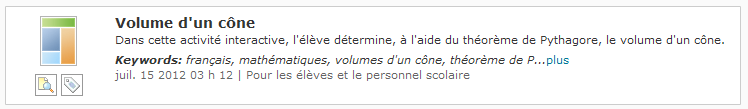 Volume d'un cône
Dans cette activité interactive, l'élève détermine, à l'aide du théorème de Pythagore, le volume d'un cône.
Keywords: français, mathématiques, volumes d'un cône, théorème de P...plus
juil. 15 2012 03 h 12 | Pour les élèves et le personnel scolaire